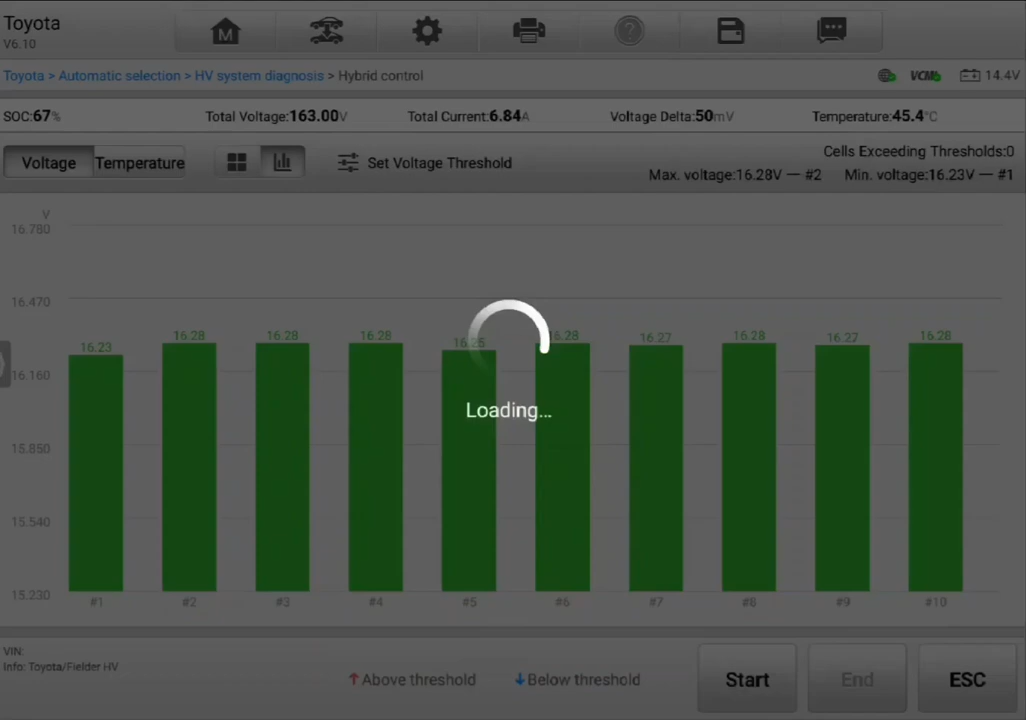 Toyota
V6.10
M
?
Toyota > Automatic selection > HV system diagnosis > Hybrid control
VCMI
14.4V
SOC:67% Total Voltage:163.00V Total Current:6.84A Voltage Delta:50mV Temperature:45.4°C
Voltage Temperature Set Voltage Threshold
Cells Exceeding Thresholds:0
Max. voltage:16.28V — #2 Min. voltage:16.23V — #1
V
16.780
16.470
16.23 16.28 16.28 16.28 16.25 16.28 16.27 16.28 16.27 16.28
16.160
Loading...
15.850
15.540
15.230
#1 #2 #3 #4 #5 #6 #7 #8 #9 #10
VIN:
Info: Toyota/Fielder HV
Above threshold Below threshold
Start End ESC